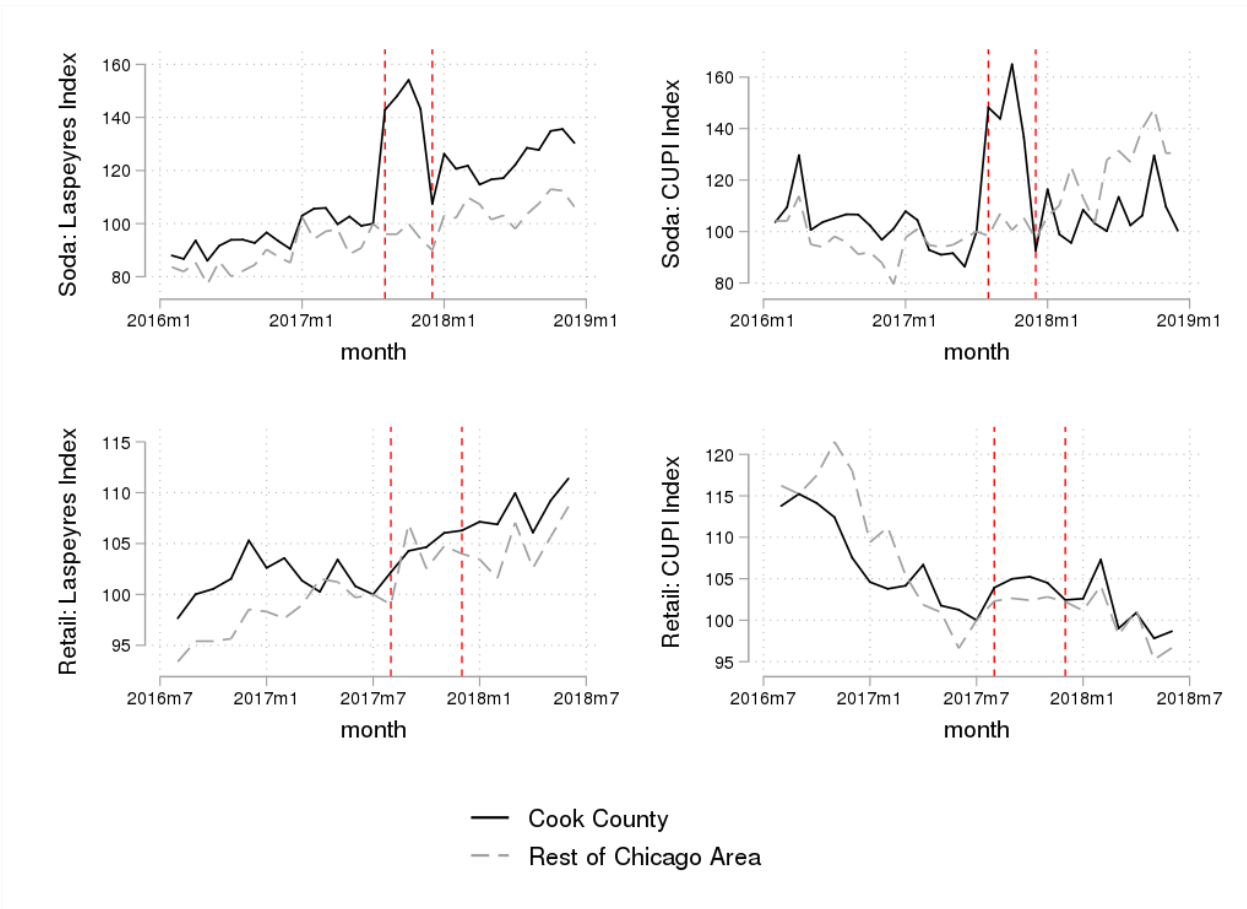 Soda: Laspeyres Index
160
140
120
100
80
2016m1 2017m1 2018m1 2019m1
month
Soda: CUPI Index
160
140
120
100
80
2016m1 2017m1 2018m1 2019m1
month
Retail: Laspeyres Index
115
110
105
100
95
2016m7 2017m1 2017m7 2018m1 2018m7
month
Retail: CUPI Index
120
115
110
105
100
95
2016m7 2017m1 2017m7 2018m1 2018m7
month
Cook County
Rest of Chicago Area